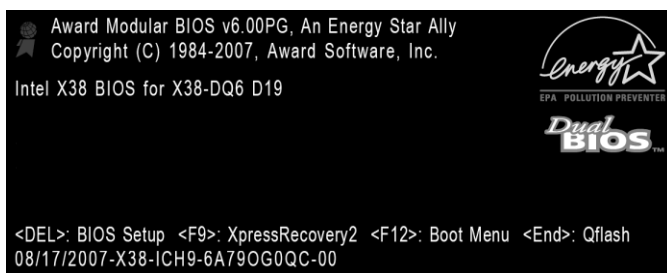 Award Modular BIOS v6.00PG, An Energy Star Ally
Copyright (C) 1984-2007, Award Software, Inc.
energy
EPA POLLUTION PREVENTER
Intel X38 BIOS for X38-DQ6 D19
Dual
BIOS™
<DEL>: BIOS Setup <F9>: XpressRecovery2 <F12>: Boot Menu <End>: Qflash
08/17/2007-X38-ICH9-6A79OG0QC-00